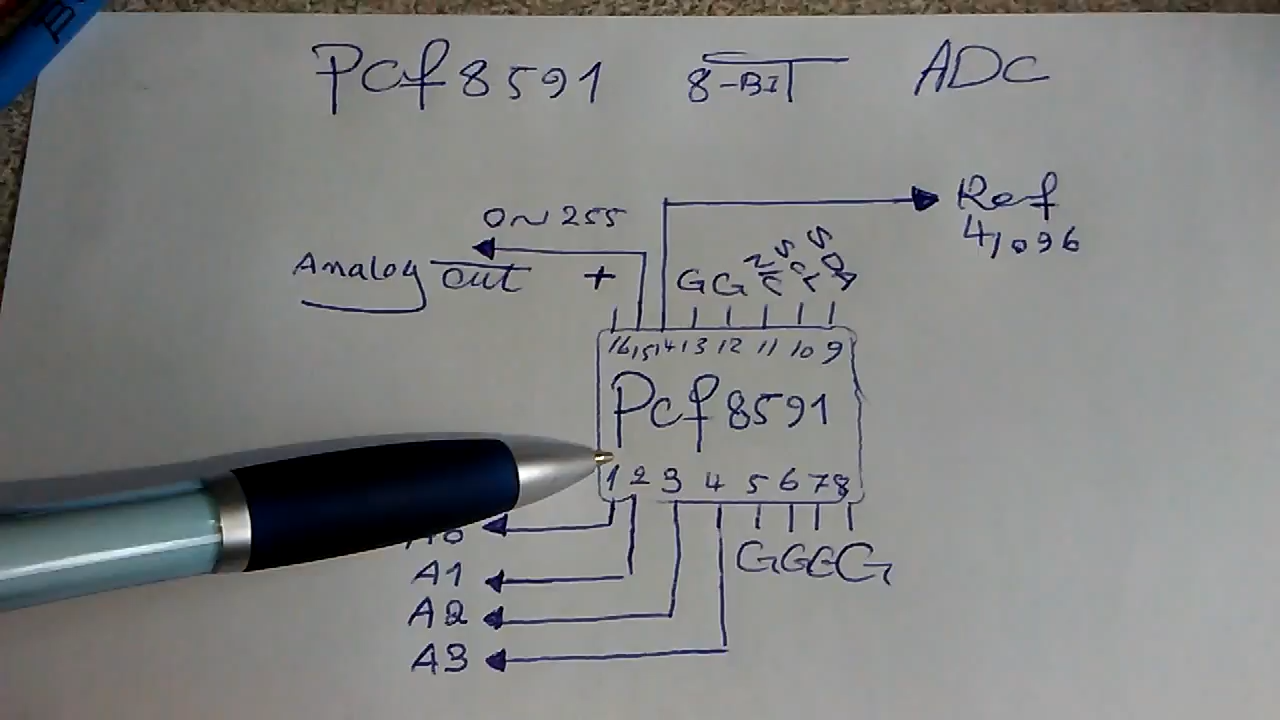 Pcf8591 8-BIT ADC
0~255
Ref
4,096
Analog out
+ G G NC SCL SDA
16 15 14 13 12 11 10 9
Pcf8591
1 2 3 4 5 6 7 8
G G G G
A1
A2
A3